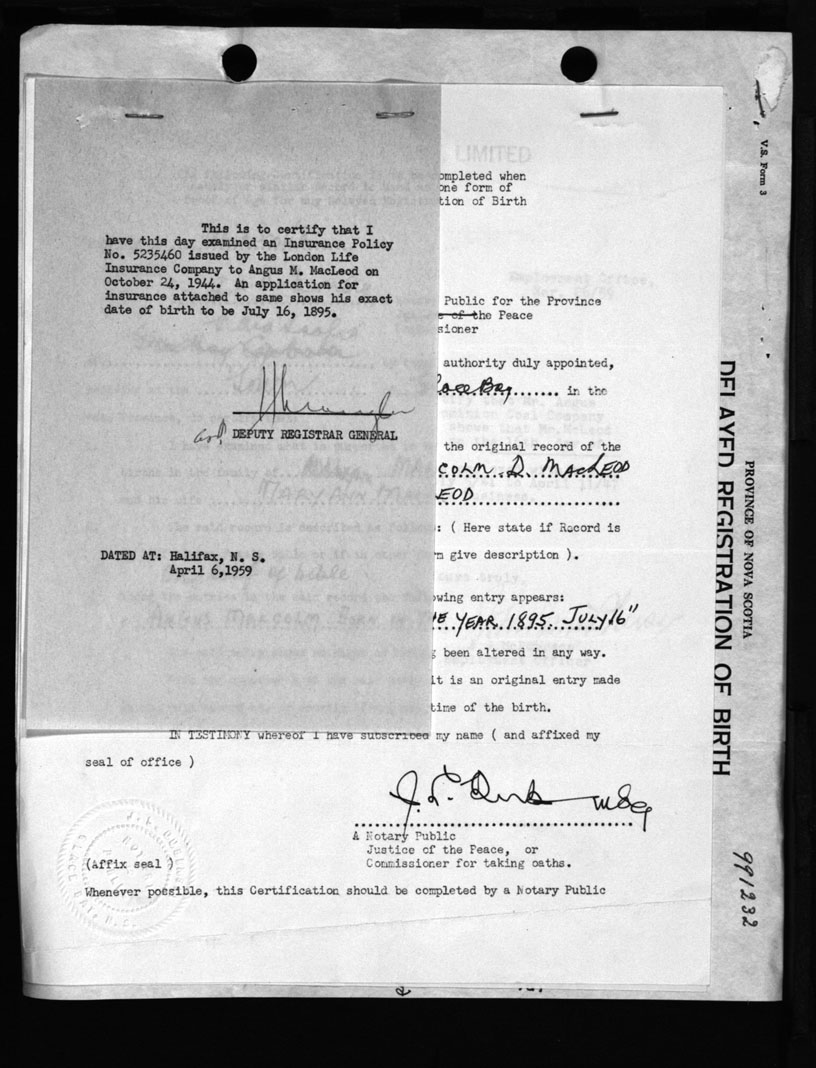 This is to certify that I
have this day examined an Insurance Policy
No. 5235460 issued by the London Life
Insurance Company to Angus M. MacLeod on
October 24, 1944. An application for
insurance attached to same shows his exact
date of birth to be July 16, 1895.
DEPUTY REGISTRAR GENERAL
DATED AT: Halifax, N. S.
April 6,1959
LIMITED
ompleted when
one form of
tion of Birth
Public for the Province
of the Peace
sioner
authority duly appointed,
in the
the original record of the
COLM. D. MACLEOD
MARY ANN MACLEOD
: ( Here state if Record is
m give description ).
owing entry appears:
ANGUS MALCOLM BORN IN THE YEAR 1895 JULY 16"
g been altered in any way.
it is an original entry made
time of the birth.
IN TESTIMONY whereof I have subscribed my name ( and affixed my
seal of office )
A Notary Public
Justice of the Peace, or
Commissioner for taking oaths.
(Affix seal )
Whenever possible, this Certification should be completed by a Notary Public
V.S. Form 3
PROVINCE OF NOVA SCOTIA
DELAYED REGISTRATION OF BIRTH
991232